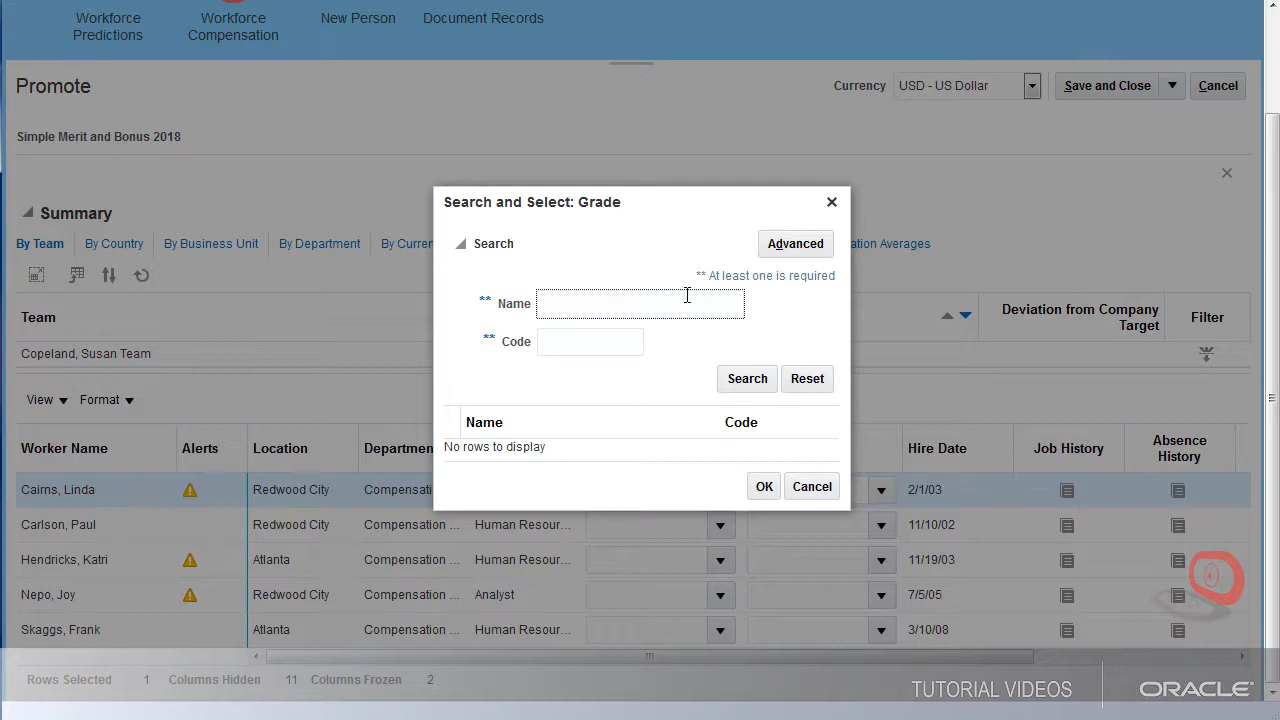 Workforce Predictions
Workforce Compensation
New Person
Document Records
Promote
Currency USD - US Dollar
Save and Close
Cancel
Simple Merit and Bonus 2018
Summary
By Team
By Country
By Business Unit
By Department
By Curren
ation Averages
Team
Deviation from Company Target
Filter
Copeland, Susan Team
View
Format
Search and Select: Grade
Search
Advanced
** At least one is required
** Name
** Code
Search
Reset
Name
Code
No rows to display
OK
Cancel
Worker Name Alerts Location Departmen Hire Date Job History Absence History
Cairns, Linda Redwood City Compensati 2/1/03
Carlson, Paul Redwood City Compensation ... Human Resour... 11/10/02
Hendricks, Katri Atlanta Compensation ... Human Resour... 11/19/03
Nepo, Joy Redwood City Compensation ... Analyst 7/5/05
Skaggs, Frank Atlanta Compensation ... Human Resour... 3/10/08
Rows Selected 1 Columns Hidden 11 Columns Frozen 2
TUTORIAL VIDEOS
ORACLE